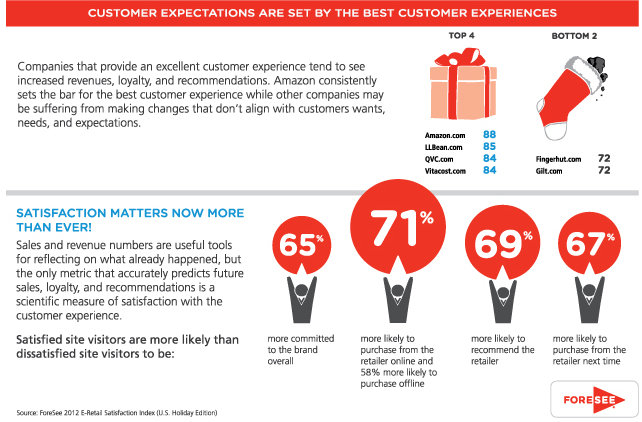 CUSTOMER EXPECTATIONS ARE SET BY THE BEST CUSTOMER EXPERIENCES
Companies that provide an excellent customer experience tend to see
increased revenues, loyalty, and recommendations. Amazon consistently
sets the bar for the best customer experience while other companies may
be suffering from making changes that don't align with customers wants,
needs, and expectations.
TOP 4
Amazon.com 88
LLBean.com 85
QVC.com 84
Vitacost.com 84
BOTTOM 2
Fingerhut.com 72
Gilt.com 72
SATISFACTION MATTERS NOW MORE
THAN EVER!
Sales and revenue numbers are useful tools
for reflecting on what already happened, but
the only metric that accurately predicts future
sales, loyalty, and recommendations is a
scientific measure of satisfaction with the
customer experience.
Satisfied site visitors are more likely than
dissatisfied site visitors to be:
65%
more committed
to the brand
overall
71%
more likely to
purchase from the
retailer online and
58% more likely to
purchase offline
69%
more likely to
recommend the
retailer
67%
more likely to
purchase from the
retailer next time
FORESEE
Source: ForeSee 2012 E-Retail Satisfaction Index (U.S. Holiday Edition)